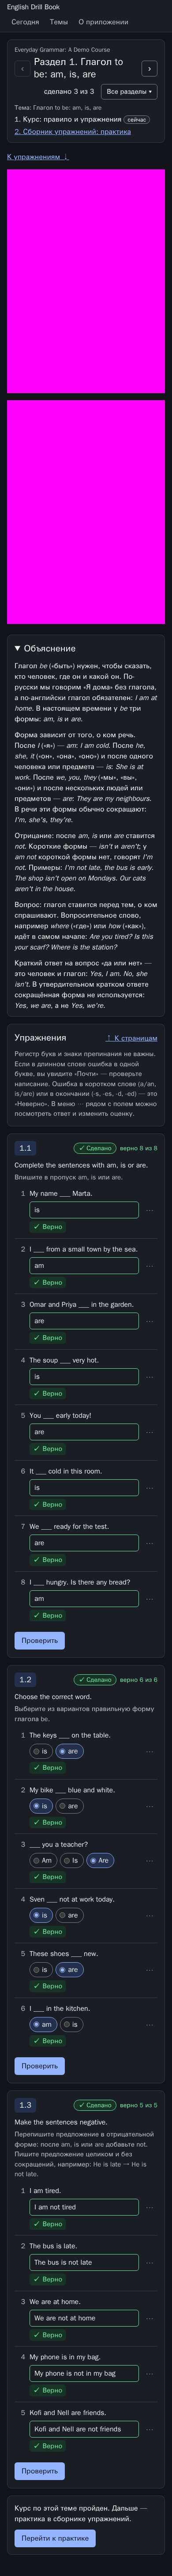 English Drill Book
Сегодня Темы О приложении
Everyday Grammar: A Demo Course
‹ Раздел 1. Глагол to be: am, is, are ›
сделано 3 из 3 Все разделы ▾
Тема: Глагол to be: am, is, are
1. Курс: правило и упражнения сейчас
2. Сборник упражнений: практика
К упражнениям ↓
▼ Объяснение
Глагол be («быть») нужен, чтобы сказать,
кто человек, где он и какой он. По-
русски мы говорим «Я дома» без глагола,
а по-английски глагол обязателен: I am at
home. В настоящем времени у be три
формы: am, is и are.
Форма зависит от того, о ком речь.
После I («я») — am: I am cold. После he,
she, it («он», «она», «оно») и после одного
человека или предмета — is: She is at
work. После we, you, they («мы», «вы»,
«они») и после нескольких людей или
предметов — are: They are my neighbours.
В речи эти формы обычно сокращают:
I'm, she's, they're.
Отрицание: после am, is или are ставится
not. Короткие формы — isn't и aren't; у
am not короткой формы нет, говорят I'm
not. Примеры: I'm not late, the bus is early.
The shop isn't open on Mondays. Our cats
aren't in the house.
Вопрос: глагол ставится перед тем, о ком
спрашивают. Вопросительное слово,
например where («где») или how («как»),
идёт в самом начале: Are you tired? Is this
your scarf? Where is the station?
Краткий ответ на вопрос «да или нет» —
это человек и глагол: Yes, I am. No, she
isn't. В утвердительном кратком ответе
сокращённая форма не используется:
Yes, we are, а не Yes, we're.
Упражнения ↑ К страницам
Регистр букв и знаки препинания не важны.
Если в длинном слове ошибка в одной
букве, вы увидите «Почти» — проверьте
написание. Ошибка в коротком слове (a/an,
is/are) или в окончании (-s, -es, -d, -ed) — это
«Неверно». В меню ··· рядом с полем можно
посмотреть ответ и изменить оценку.
1.1 ✓ Сделано верно 8 из 8
Complete the sentences with am, is or are.
Впишите в пропуск am, is или are.
1 My name ___ Marta.
is ···
✓ Верно
2 I ___ from a small town by the sea.
am ···
✓ Верно
3 Omar and Priya ___ in the garden.
are ···
✓ Верно
4 The soup ___ very hot.
is ···
✓ Верно
5 You ___ early today!
are ···
✓ Верно
6 It ___ cold in this room.
is ···
✓ Верно
7 We ___ ready for the test.
are ···
✓ Верно
8 I ___ hungry. Is there any bread?
am ···
✓ Верно
Проверить
1.2 ✓ Сделано верно 6 из 6
Choose the correct word.
Выберите из вариантов правильную форму
глагола be.
1 The keys ___ on the table.
is are ···
✓ Верно
2 My bike ___ blue and white.
is are ···
✓ Верно
3 ___ you a teacher?
Am Is Are ···
✓ Верно
4 Sven ___ not at work today.
is are ···
✓ Верно
5 These shoes ___ new.
is are ···
✓ Верно
6 I ___ in the kitchen.
am is ···
✓ Верно
Проверить
1.3 ✓ Сделано верно 5 из 5
Make the sentences negative.
Перепишите предложение в отрицательной
форме: после am, is или are добавьте not.
Пишите предложение целиком и без
сокращений, например: He is late → He is
not late.
1 I am tired.
I am not tired ···
✓ Верно
2 The bus is late.
The bus is not late ···
✓ Верно
3 We are at home.
We are not at home ···
✓ Верно
4 My phone is in my bag.
My phone is not in my bag ···
✓ Верно
5 Kofi and Nell are friends.
Kofi and Nell are not friends ···
✓ Верно
Проверить
Курс по этой теме пройден. Дальше —
практика в сборнике упражнений.
Перейти к практике